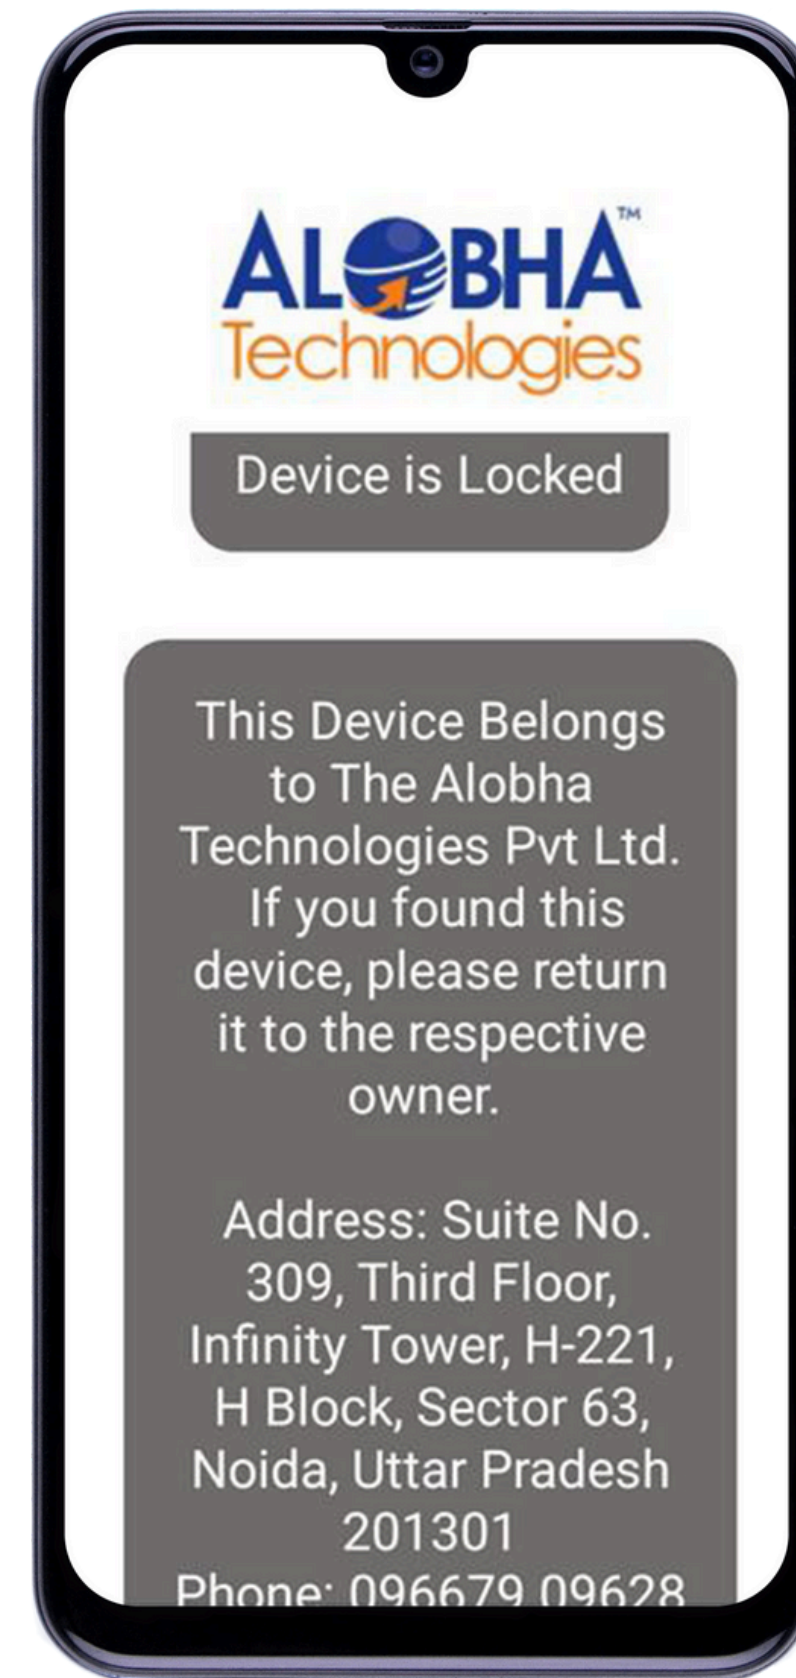 ALOBHA™
Technologies
Device is Locked
This Device Belongs
to The Alobha
Technologies Pvt Ltd.
If you found this
device, please return
it to the respective
owner.
Address: Suite No.
309, Third Floor,
Infinity Tower, H-221,
H Block, Sector 63,
Noida, Uttar Pradesh
201301
Phone: 096679 09628